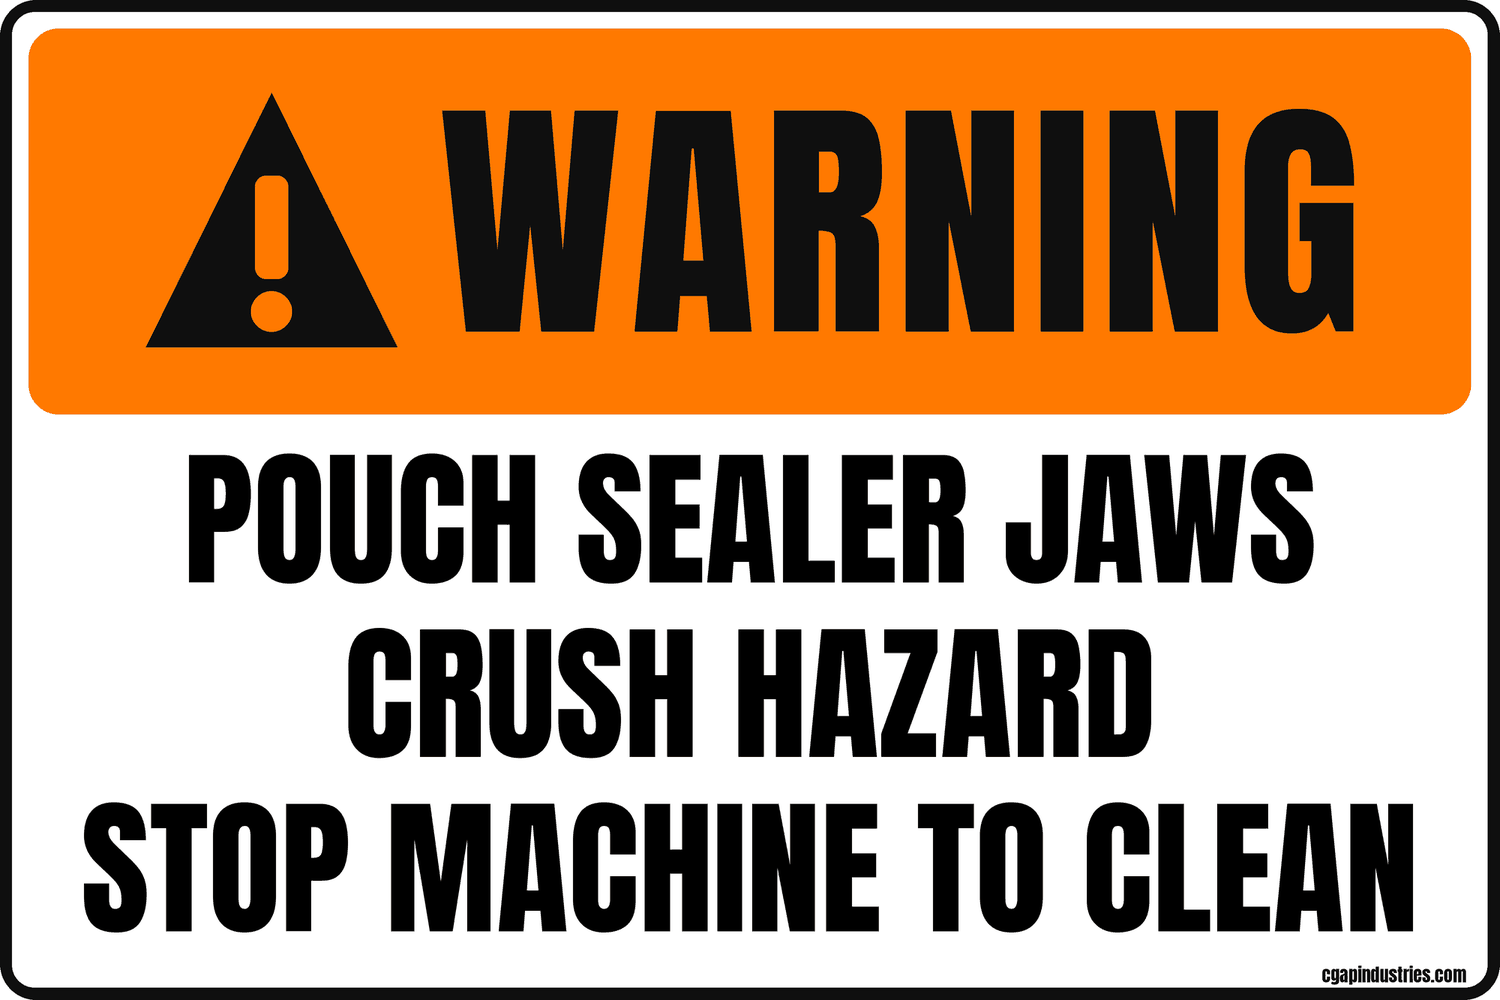 WARNING
POUCH SEALER JAWS
CRUSH HAZARD
STOP MACHINE TO CLEAN
cgapindustries.com